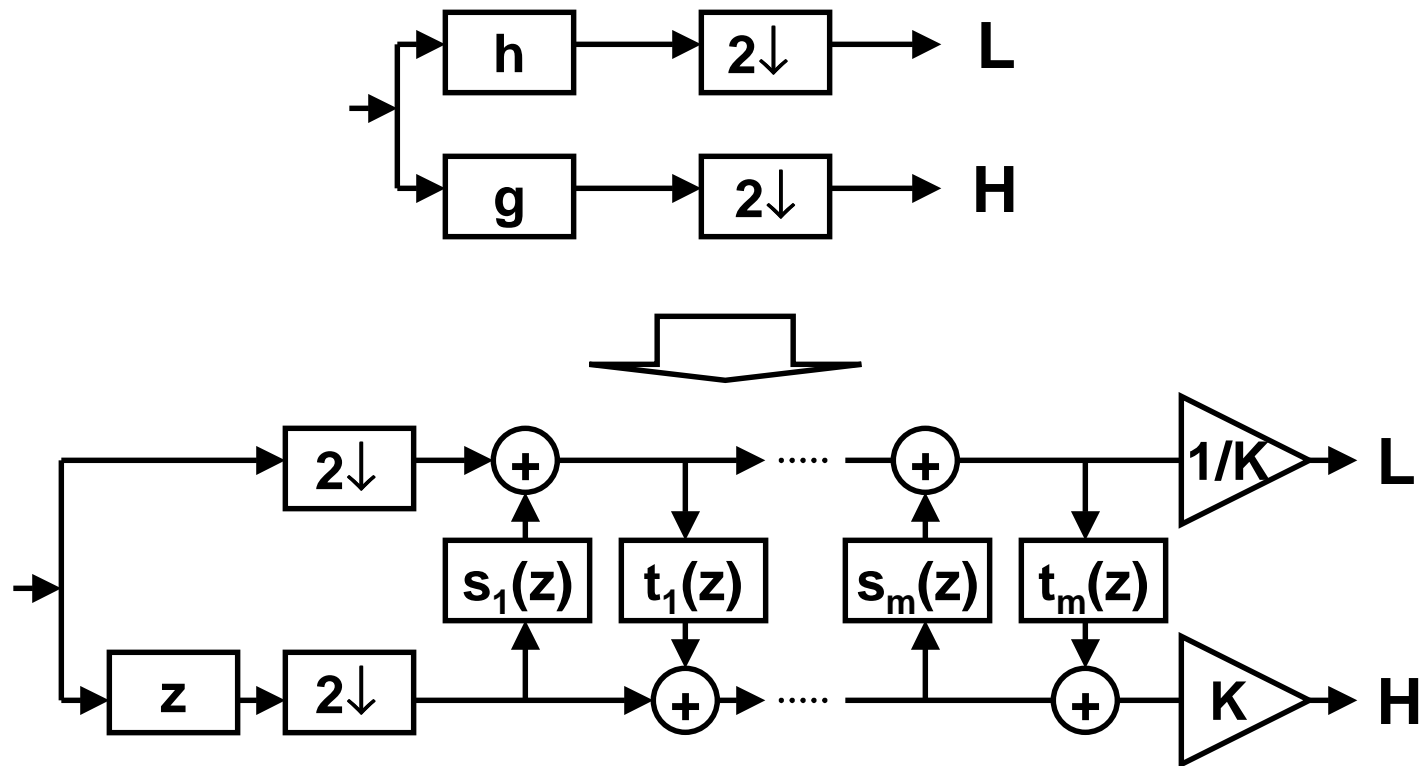 h 2↓ L
g 2↓ H
2↓ + ····· + 1/K L
s₁(z) t₁(z) sₘ(z) tₘ(z)
z 2↓ + ····· + K H